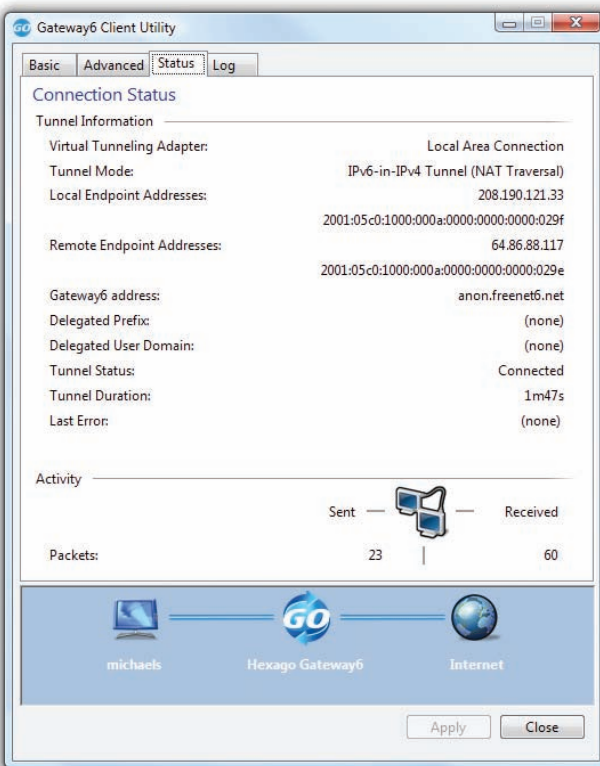 GO Gateway6 Client Utility
Basic Advanced Status Log
Connection Status
Tunnel Information
Virtual Tunneling Adapter: Local Area Connection
Tunnel Mode: IPv6-in-IPv4 Tunnel (NAT Traversal)
Local Endpoint Addresses: 208.190.121.33
2001:05c0:1000:000a:0000:0000:0000:029f
Remote Endpoint Addresses: 64.86.88.117
2001:05c0:1000:000a:0000:0000:0000:029e
Gateway6 address: anon.freenet6.net
Delegated Prefix: (none)
Delegated User Domain: (none)
Tunnel Status: Connected
Tunnel Duration: 1m47s
Last Error: (none)
Activity
Sent Received
Packets: 23 60
GO
michaels Hexago Gateway6 Internet
Apply Close